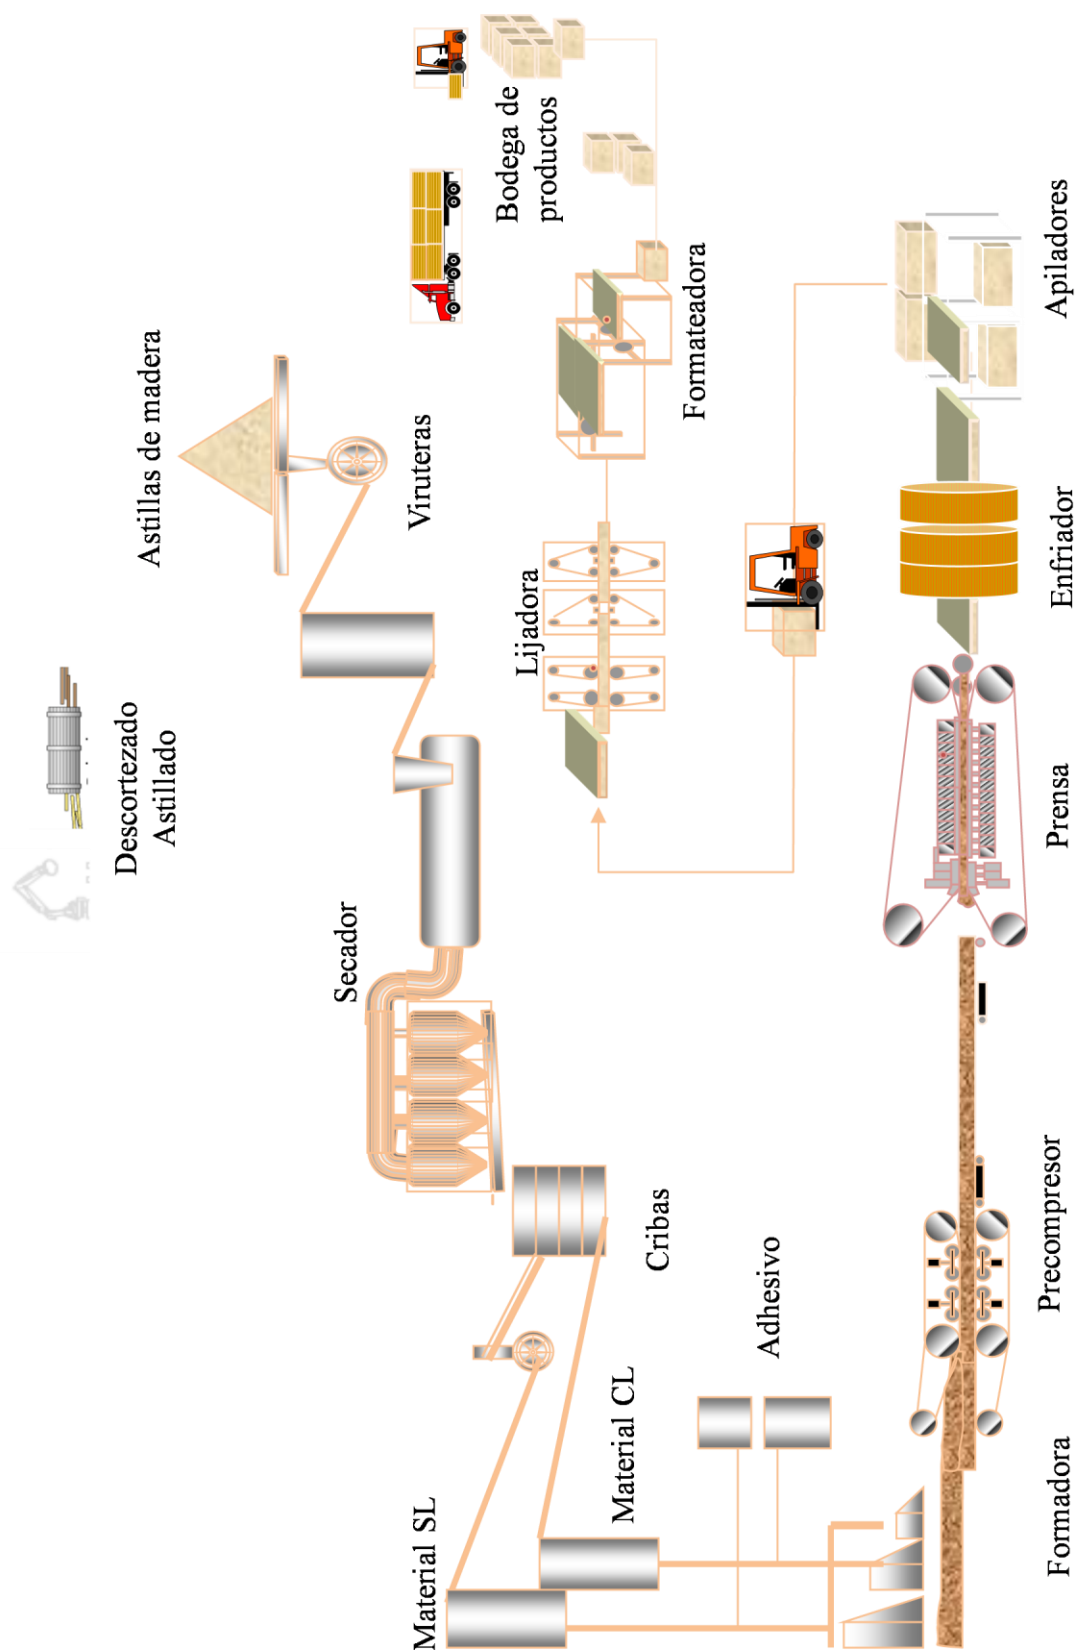 Descortezado
Astillado
Astillas de madera
Viruteras
Secador
Cribas
Material SL
Material CL
Adhesivo
Formadora
Precompresor
Prensa
Enfriador
Apiladores
Lijadora
Formateadora
Bodega de
productos